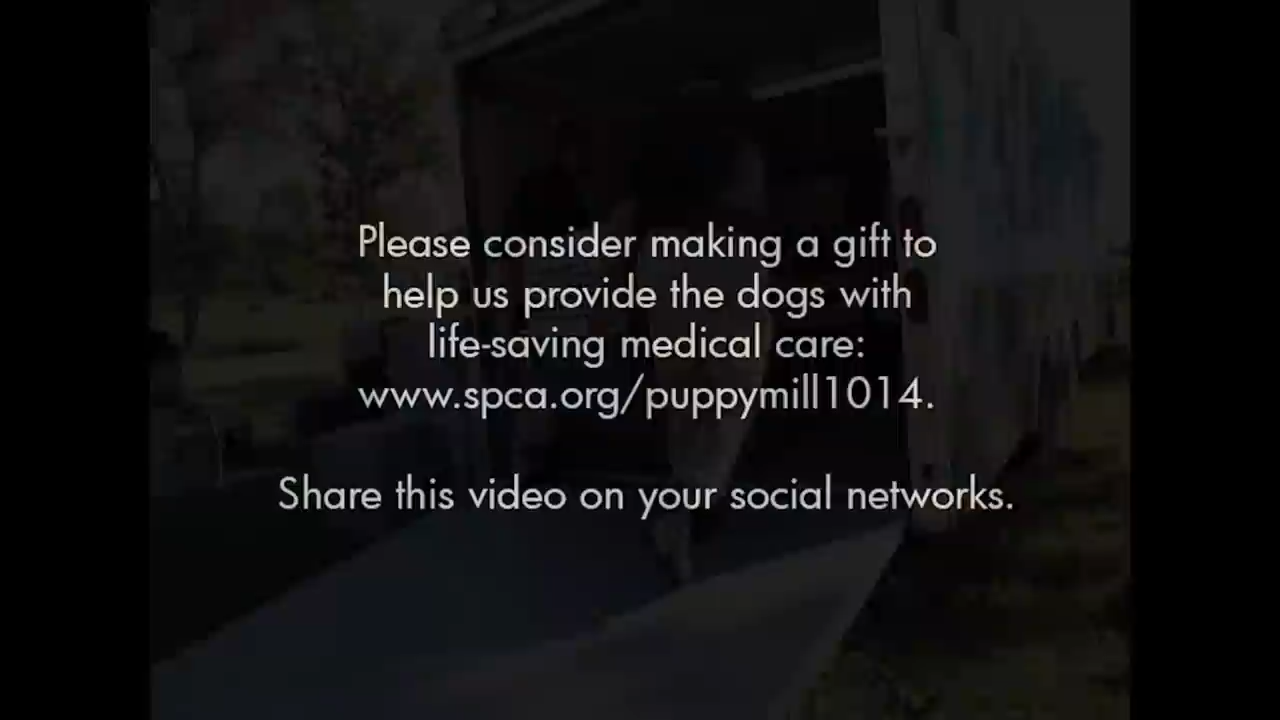 Please consider making a gift to
help us provide the dogs with
life-saving medical care:
www.spca.org/puppymill1014.
Share this video on your social networks.